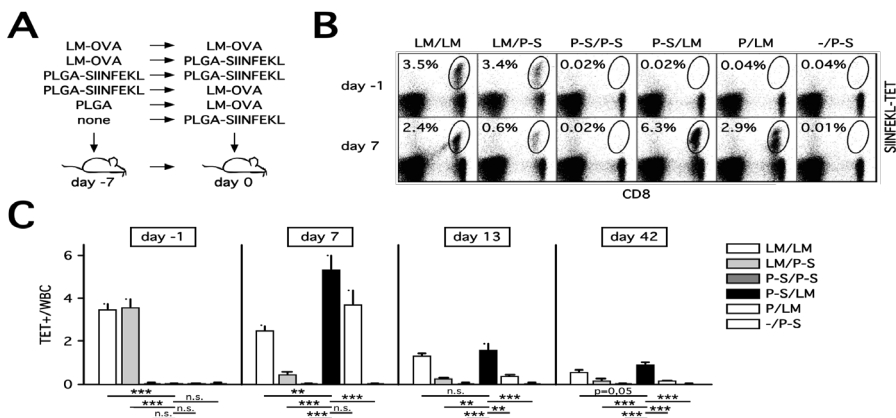 A
LM-OVA LM-OVA
LM-OVA PLGA-SIINFEKL
PLGA-SIINFEKL PLGA-SIINFEKL
PLGA-SIINFEKL LM-OVA
PLGA LM-OVA
none PLGA-SIINFEKL
day -7 day 0
B
LM/LM LM/P-S P-S/P-S P-S/LM P/LM -/P-S
day -1
3.5% 3.4% 0.02% 0.02% 0.04% 0.04%
day 7
2.4% 0.6% 0.02% 6.3% 2.9% 0.01%
SIINFEKL-TET
CD8
C
day -1 day 7 day 13 day 42
TET+/WBC
6
4
2
0
*** n.s. ** *** n.s. *** p=0,05 ***
*** n.s. *** n.s. *** ** *** ***
n.s. *** *** ***
LM/LM
LM/P-S
P-S/P-S
P-S/LM
P/LM
-/P-S